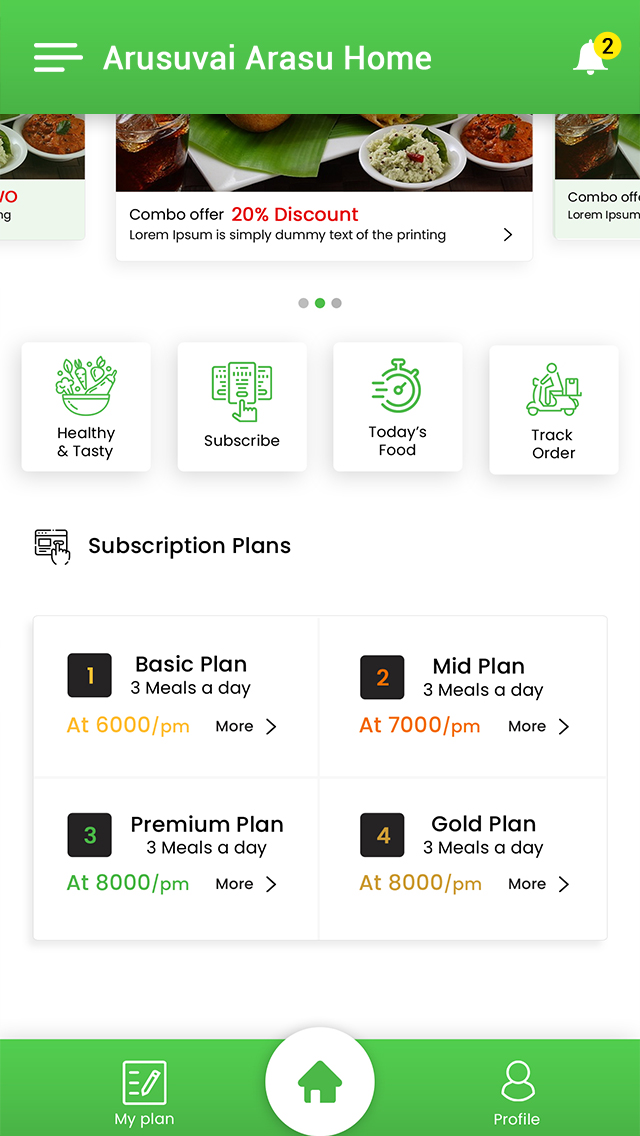 Arusuvai Arasu Home
2
Combo offer 20% Discount
Lorem Ipsum is simply dummy text of the printing
Combo
Lorem Ipsum
Healthy
& Tasty
Subscribe
Today's
Food
Track
Order
Subscription Plans
1 Basic Plan
3 Meals a day
At 6000/pm More
2 Mid Plan
3 Meals a day
At 7000/pm More
3 Premium Plan
3 Meals a day
At 8000/pm More
4 Gold Plan
3 Meals a day
At 8000/pm More
My plan
Profile